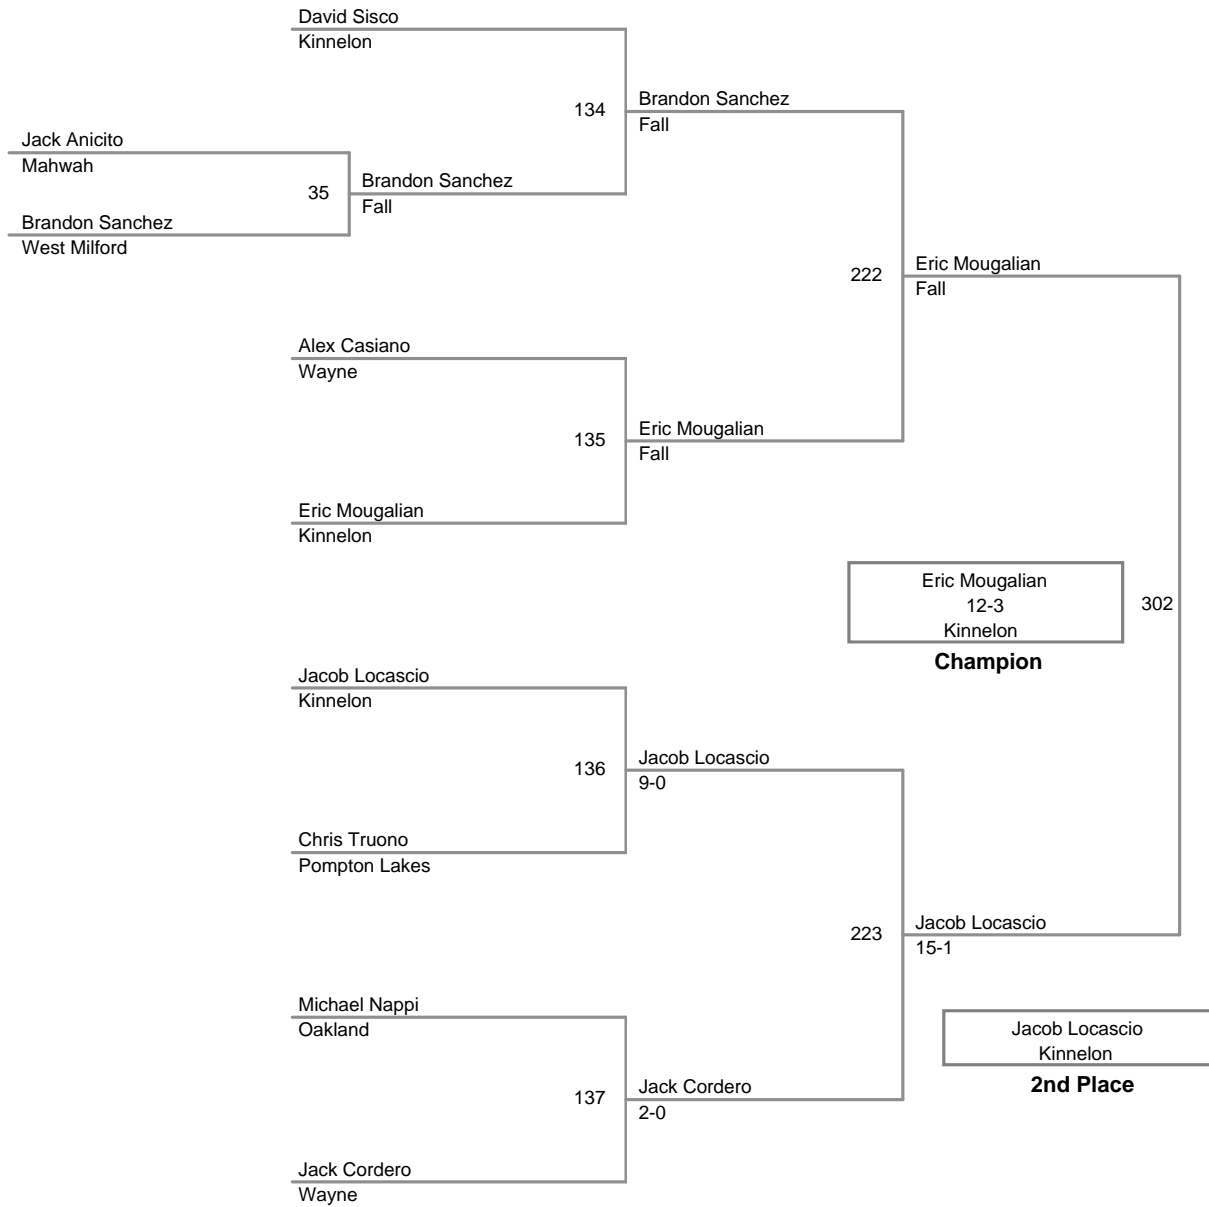 David Sisco
Kinnelon
134
Brandon Sanchez
Fall
Jack Anicito
Mahwah
35
Brandon Sanchez
Fall
Brandon Sanchez
West Milford
222
Eric Mougalian
Fall
Alex Casiano
Wayne
135
Eric Mougalian
Fall
Eric Mougalian
Kinnelon
Eric Mougalian
12-3
Kinnelon
Champion
302
Jacob Locascio
Kinnelon
136
Jacob Locascio
9-0
Chris Truono
Pompton Lakes
223
Jacob Locascio
15-1
Michael Nappi
Oakland
Jacob Locascio
Kinnelon
2nd Place
137
Jack Cordero
2-0
Jack Cordero
Wayne